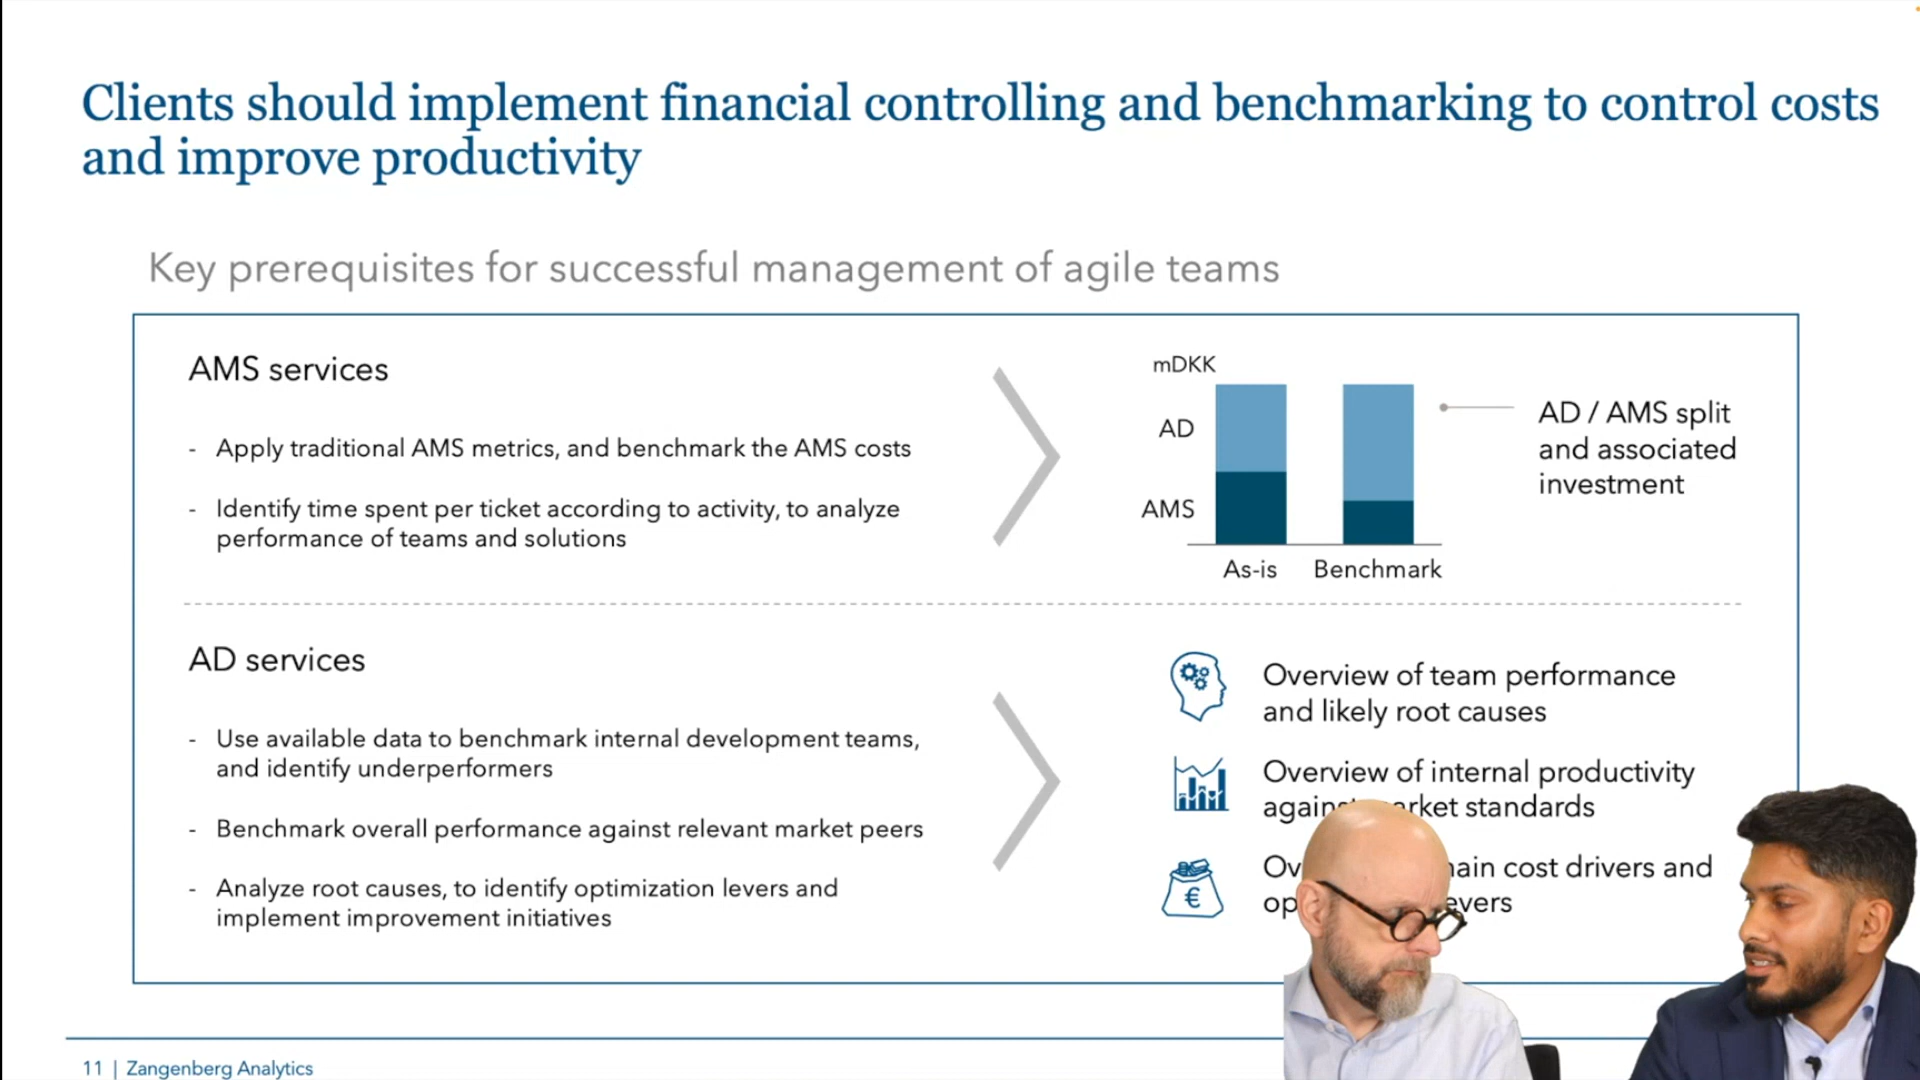 Clients should implement financial controlling and benchmarking to control costs
and improve productivity
Key prerequisites for successful management of agile teams
AMS services
- Apply traditional AMS metrics, and benchmark the AMS costs
- Identify time spent per ticket according to activity, to analyze
performance of teams and solutions
mDKK
AD
AMS
As-is Benchmark
AD / AMS split
and associated
investment
AD services
- Use available data to benchmark internal development teams,
and identify underperformers
- Benchmark overall performance against relevant market peers
- Analyze root causes, to identify optimization levers and
implement improvement initiatives
Overview of team performance
and likely root causes
Overview of internal productivity
standards
€
cost drivers and
11 | Zangenberg Analytics